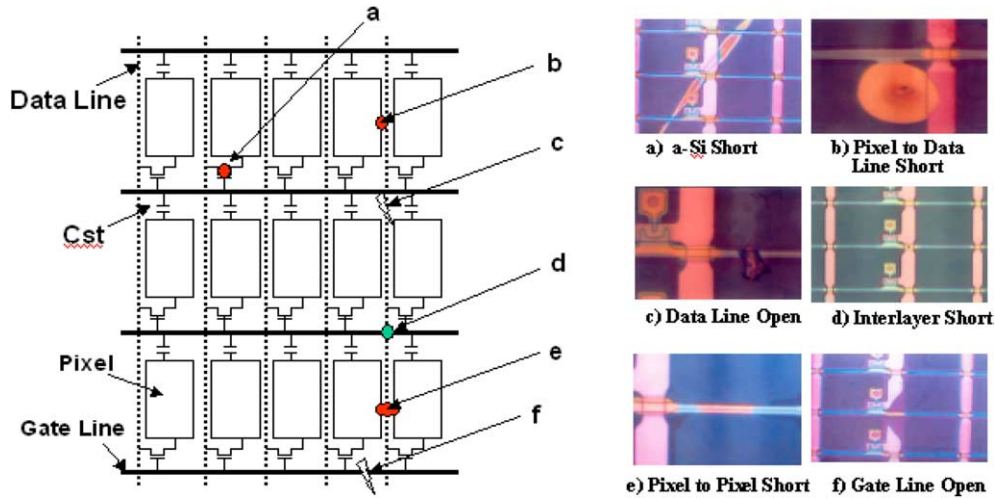 a
b
Data Line
c
Cst
d
Pixel
e
Gate Line
f
a) a-Si Short
b) Pixel to Data
Line Short
c) Data Line Open
d) Interlayer Short
e) Pixel to Pixel Short
f) Gate Line Open